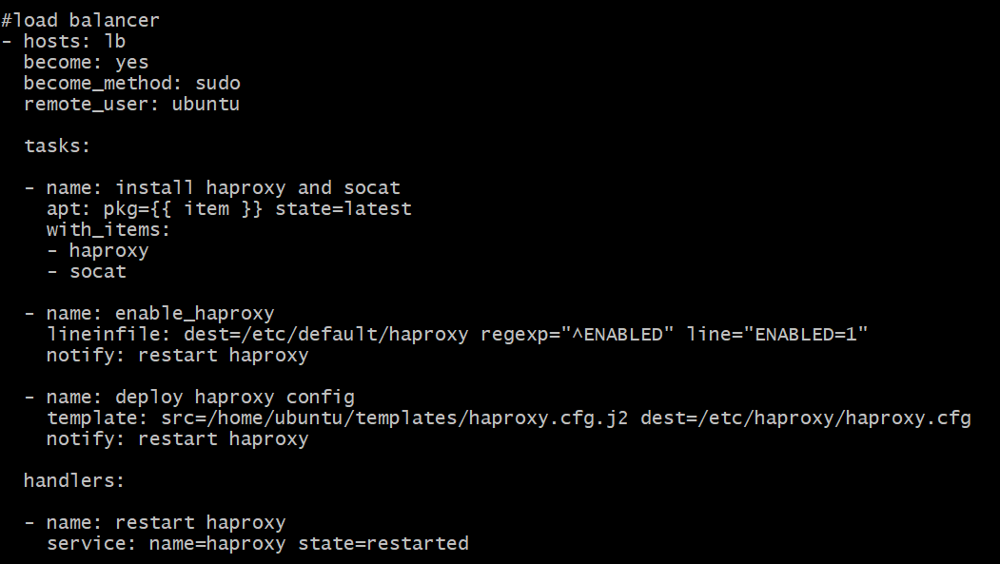 #load balancer
- hosts: lb
  become: yes
  become_method: sudo
  remote_user: ubuntu

  tasks:

  - name: install haproxy and socat
    apt: pkg={{ item }} state=latest
    with_items:
    - haproxy
    - socat

  - name: enable_haproxy
    lineinfile: dest=/etc/default/haproxy regexp="^ENABLED" line="ENABLED=1"
    notify: restart haproxy

  - name: deploy haproxy config
    template: src=/home/ubuntu/templates/haproxy.cfg.j2 dest=/etc/haproxy/haproxy.cfg
    notify: restart haproxy

  handlers:

  - name: restart haproxy
    service: name=haproxy state=restarted